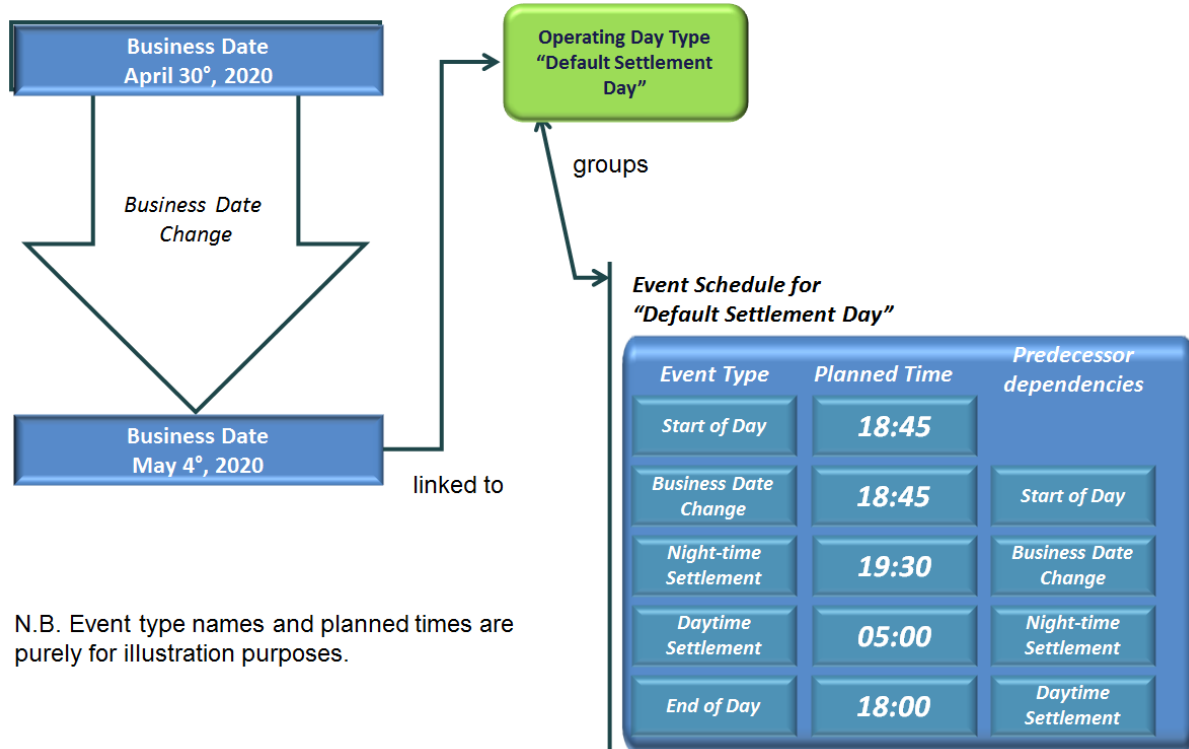 Business Date
April 30°, 2020
Operating Day Type
“Default Settlement
Day”
groups
Business Date
Change
Business Date
May 4°, 2020
linked to
N.B. Event type names and planned times are
purely for illustration purposes.
Event Schedule for
“Default Settlement Day”
Event Type
Planned Time
Predecessor
dependencies
Start of Day
18:45
Business Date
Change
18:45
Start of Day
Night-time
Settlement
19:30
Business Date
Change
Daytime
Settlement
05:00
Night-time
Settlement
End of Day
18:00
Daytime
Settlement